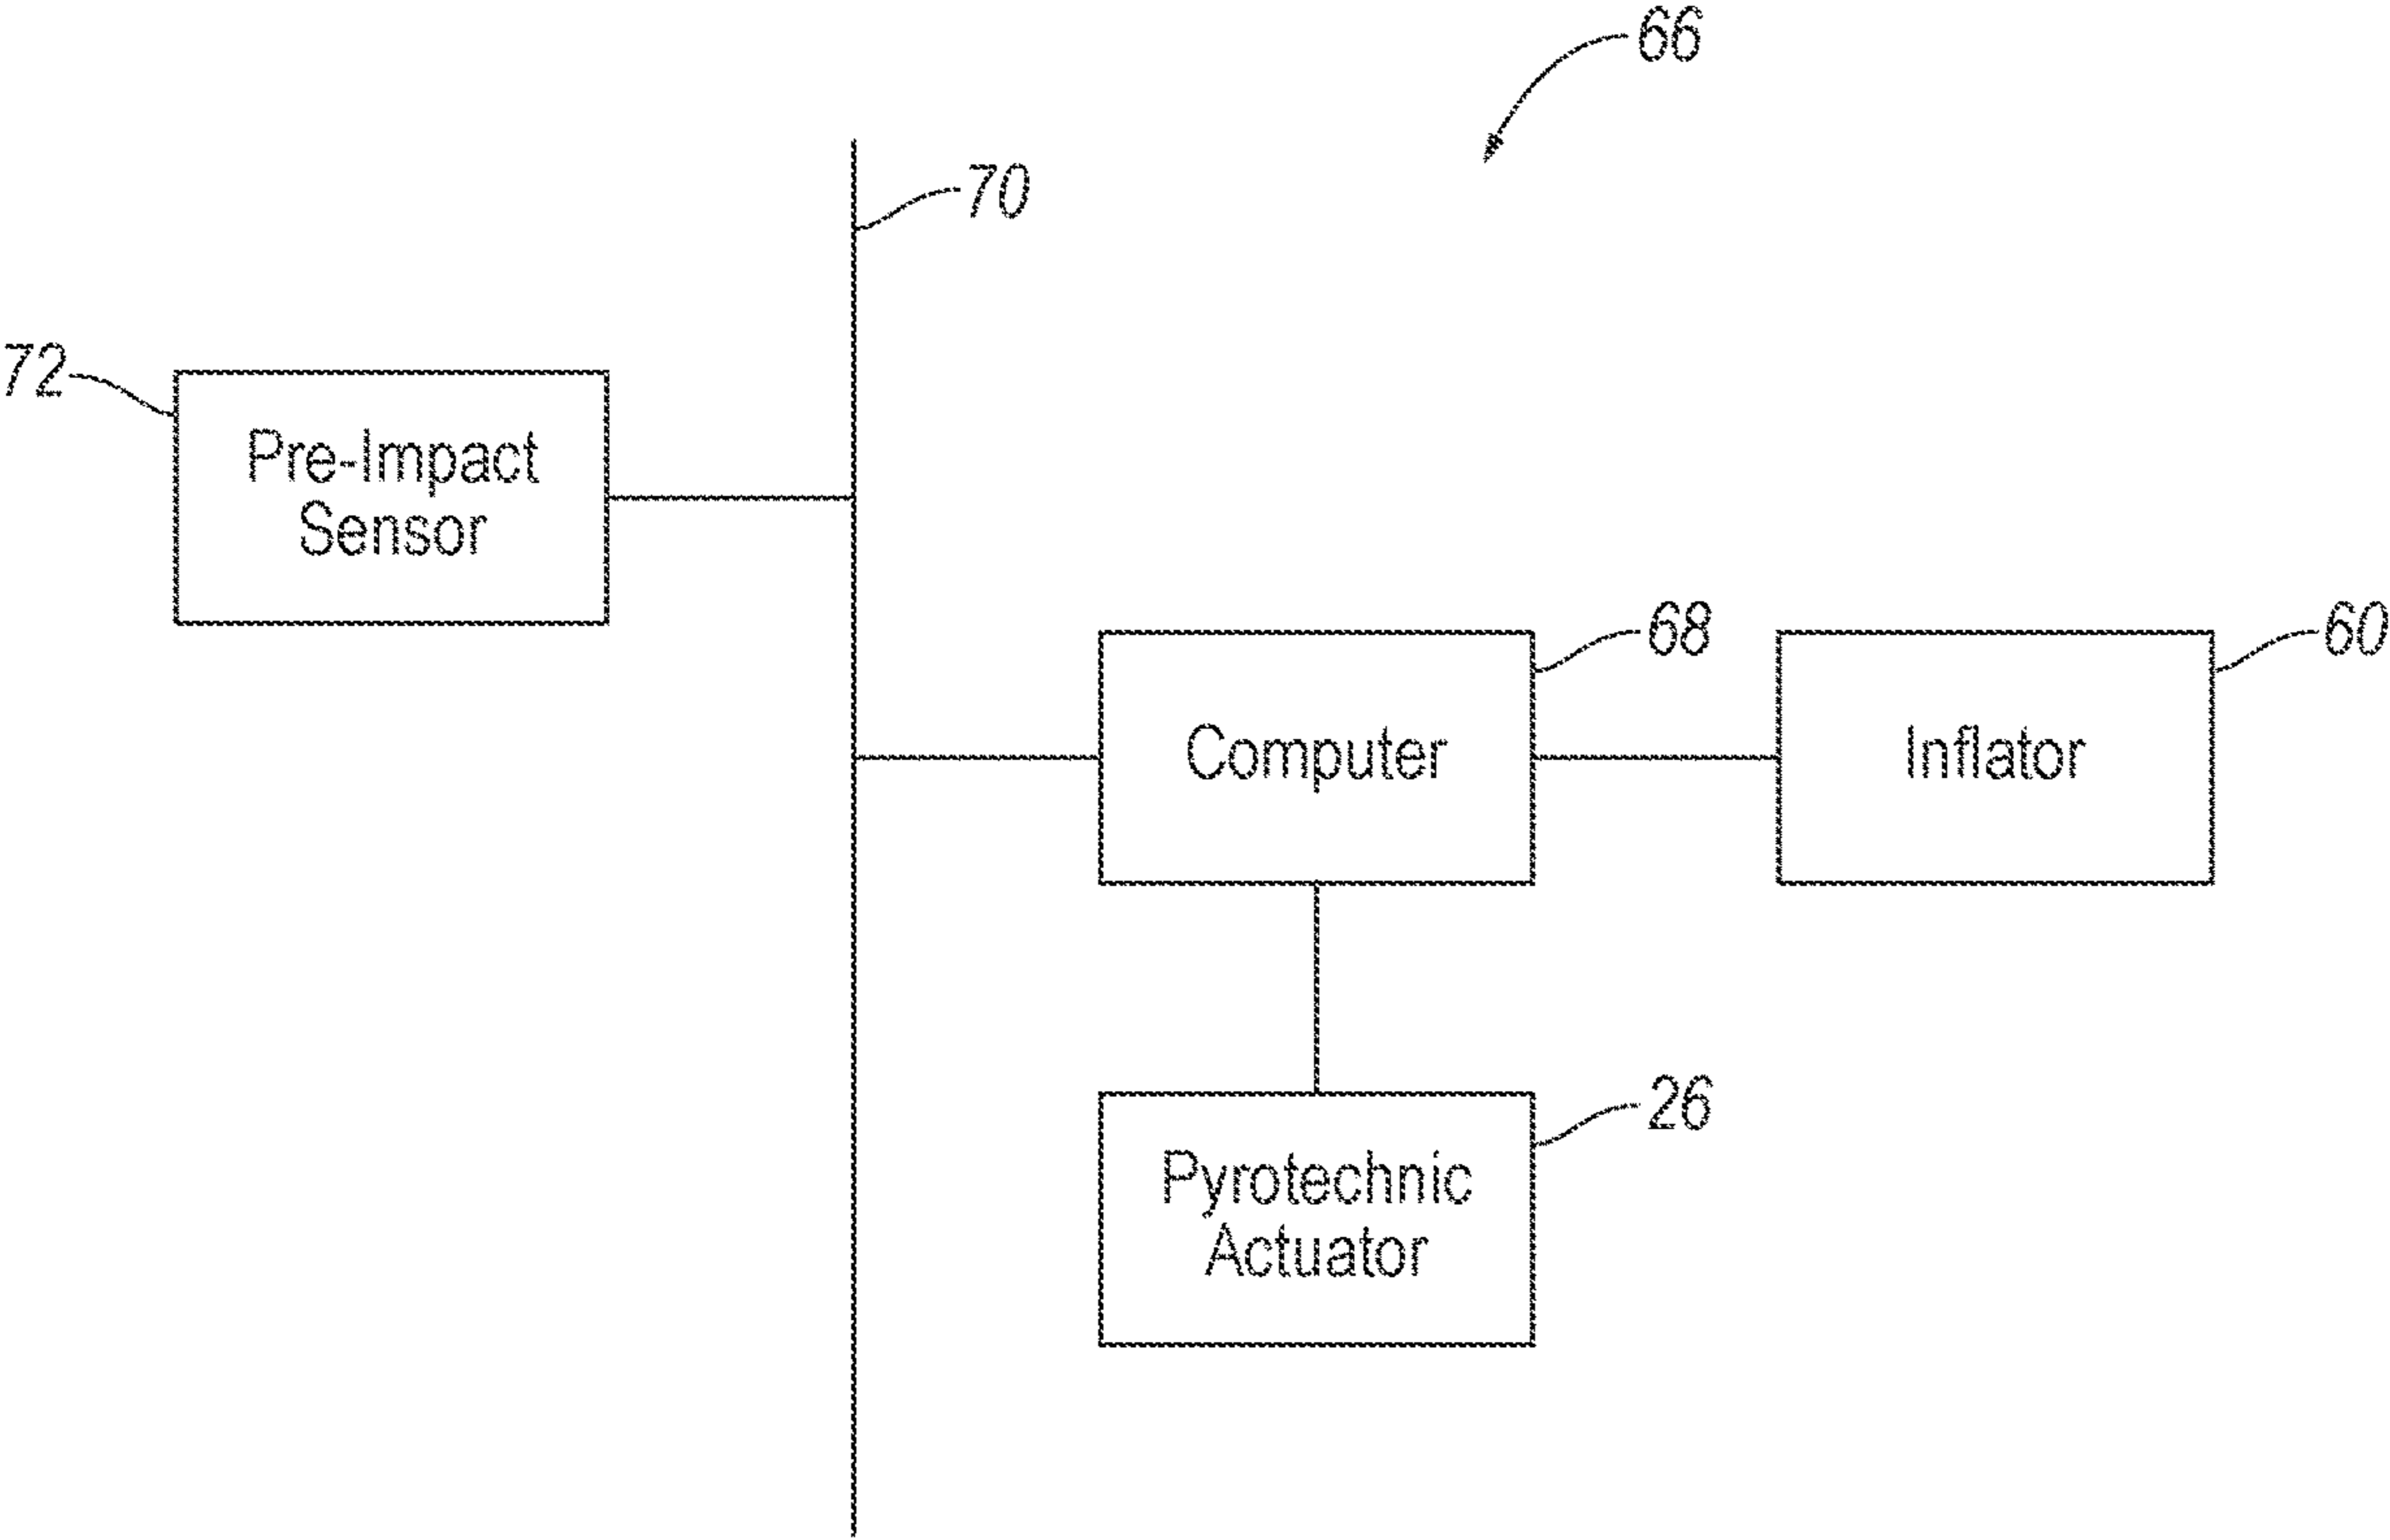 66
70
72
Pre-Impact
Sensor
68
60
Computer
Inflator
26
Pyrotechnic
Actuator